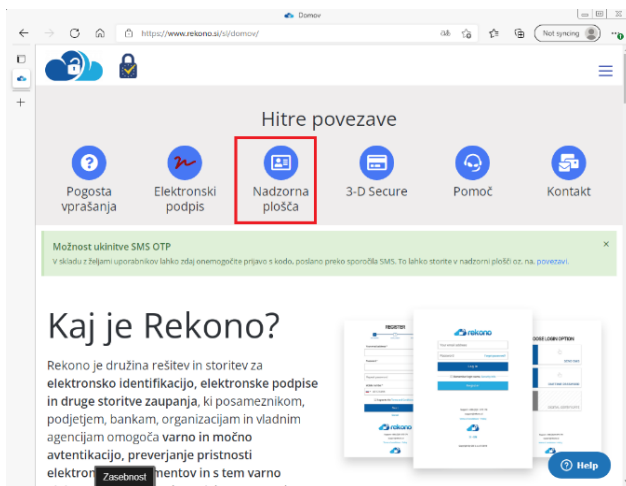 Domov
https://www.rekono.si/sl/domov/
Not syncing
Hitre povezave
Pogosta vprašanja
Elektronski podpis
Nadzorna plošča
3-D Secure
Pomoč
Kontakt
Možnost ukinitve SMS OTP
V skladu z željami uporabnikov lahko zdaj onemogočite prijavo s kodo, poslano preko sporočila SMS. To lahko storite v nadzorni plošči oz. na. povezavi.
Kaj je Rekono?
Rekono je družina rešitev in storitev za
elektronsko identifikacijo, elektronske podpise
in druge storitve zaupanja, ki posameznikom,
podjetjem, bankam, organizacijam in vladnim
agencijam omogoča varno in močno
avtentikacijo, preverjanje pristnosti
mentov in s tem varno
Zasebnost
REGISTER
rekono
rekono
Help